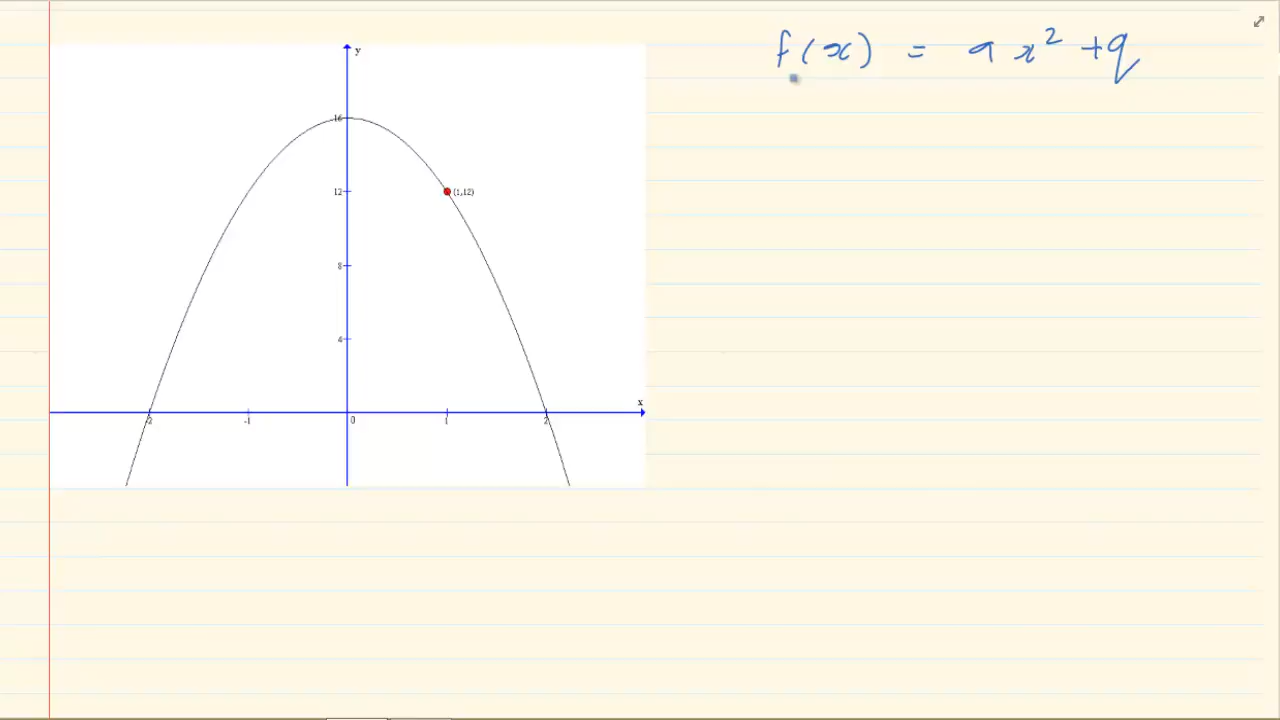 f(x) = ax² + q
y
16
12
(1,12)
8
4
x
-2 -1 0 1 2